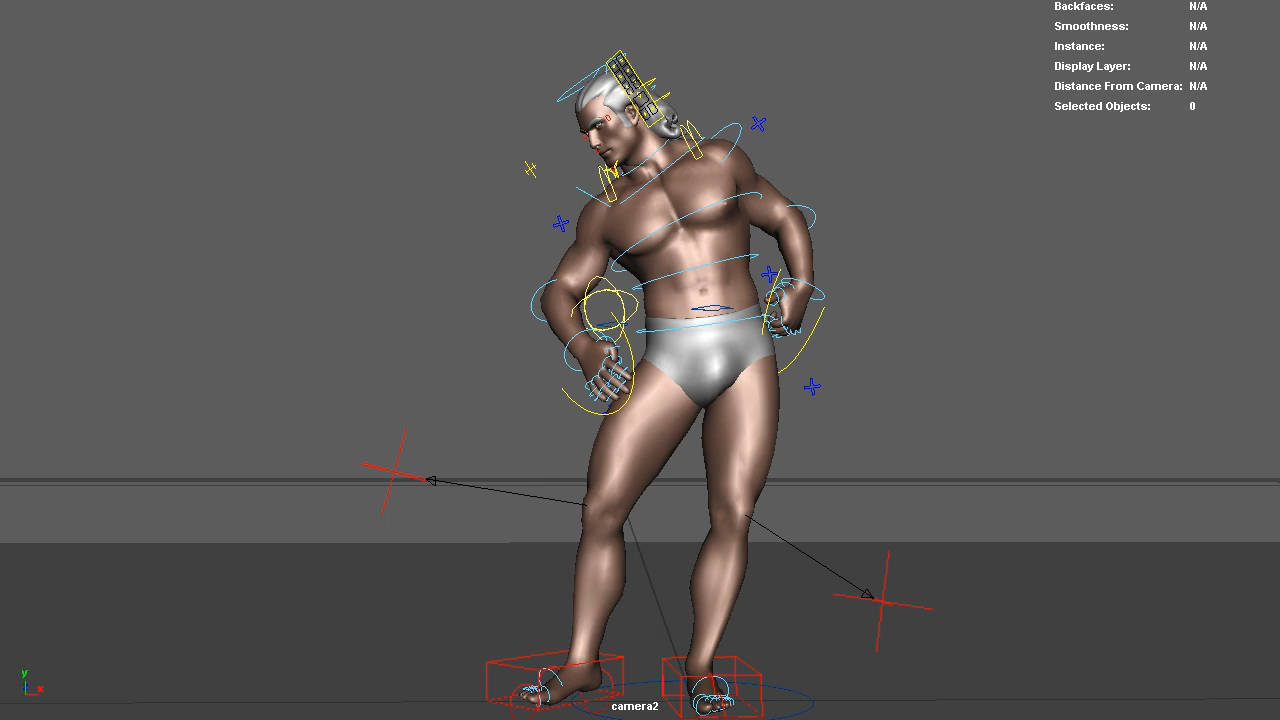 Backfaces: N/A
Smoothness: N/A
Instance: N/A
Display Layer: N/A
Distance From Camera: N/A
Selected Objects: 0
y
x
camera2